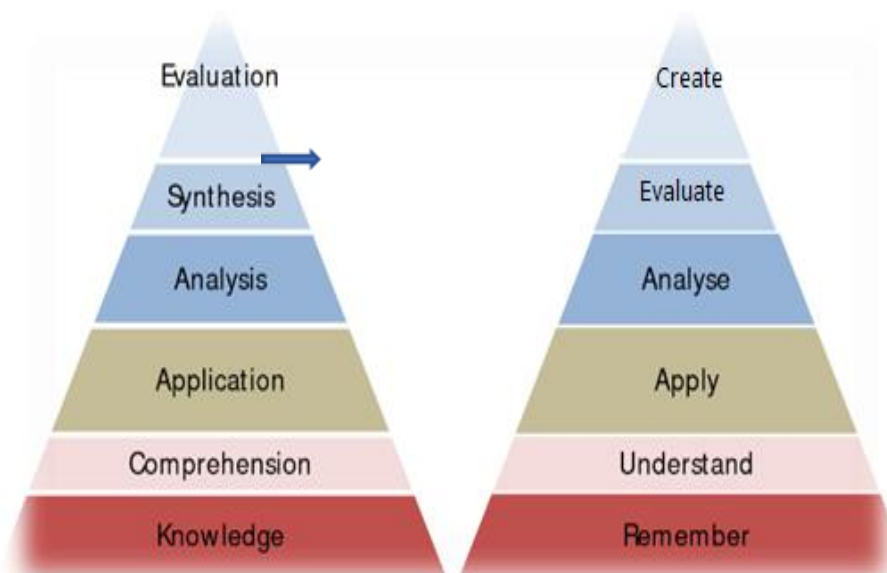 Evaluation
Synthesis
Analysis
Application
Comprehension
Knowledge
Create
Evaluate
Analyse
Apply
Understand
Remember